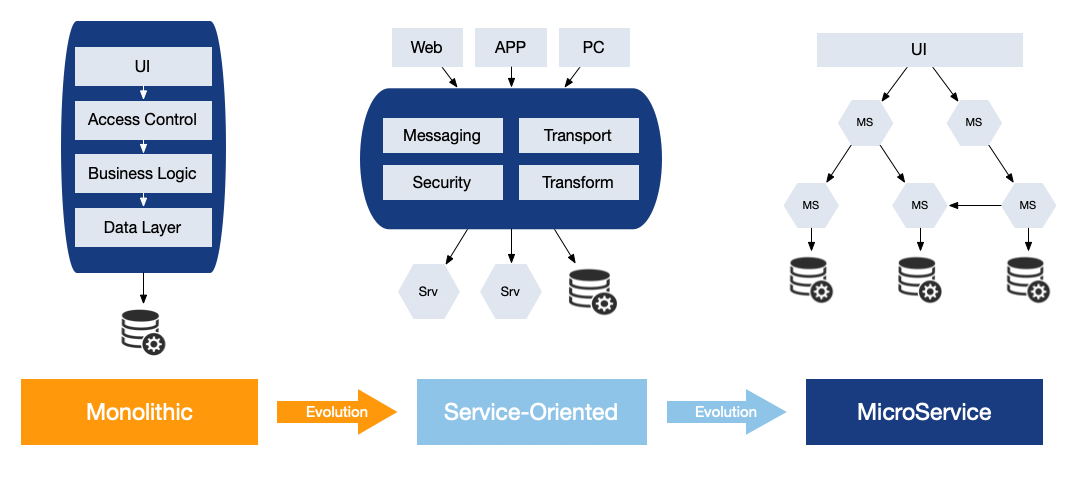 UI
Access Control
Business Logic
Data Layer
Web
APP
PC
Messaging
Transport
Security
Transform
Srv
Srv
UI
MS
MS
MS
MS
MS
Monolithic
Evolution
Service-Oriented
Evolution
MicroService